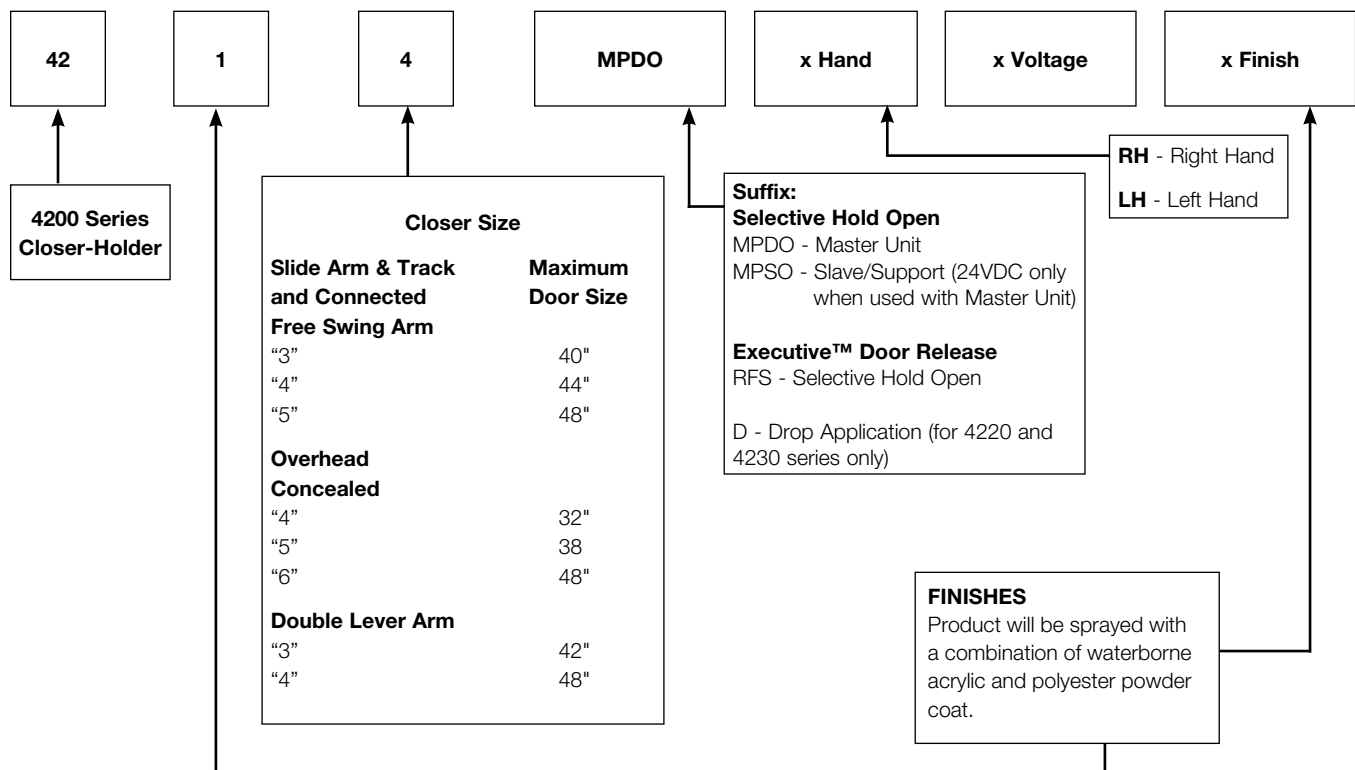 42 1 4 MPDO x Hand x Voltage x Finish
4200 Series
Closer-Holder
Closer Size
Slide Arm & Track Maximum
and Connected Door Size
Free Swing Arm
“3” 40"
“4” 44"
“5” 48"
Overhead
Concealed
“4” 32"
“5” 38
“6” 48"
Double Lever Arm
“3” 42"
“4” 48"
Suffix:
Selective Hold Open
MPDO - Master Unit
MPSO - Slave/Support (24VDC only
when used with Master Unit)
Executive™ Door Release
RFS - Selective Hold Open
D - Drop Application (for 4220 and
4230 series only)
RH - Right Hand
LH - Left Hand
FINISHES
Product will be sprayed with
a combination of waterborne
acrylic and polyester powder
coat.